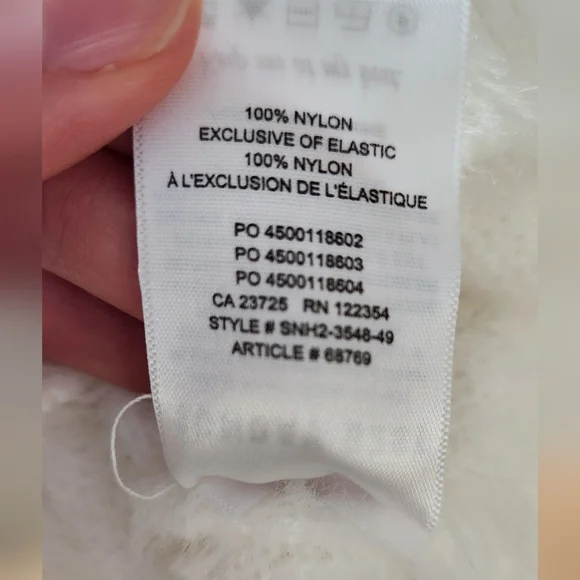 100% NYLON
EXCLUSIVE OF ELASTIC
100% NYLON
À L'EXCLUSION DE L'ÉLASTIQUE
PO 4500118602
PO 4500118603
PO 4500118604
CA 23725 RN 122354
STYLE # SNH2-3548-49
ARTICLE # 68769